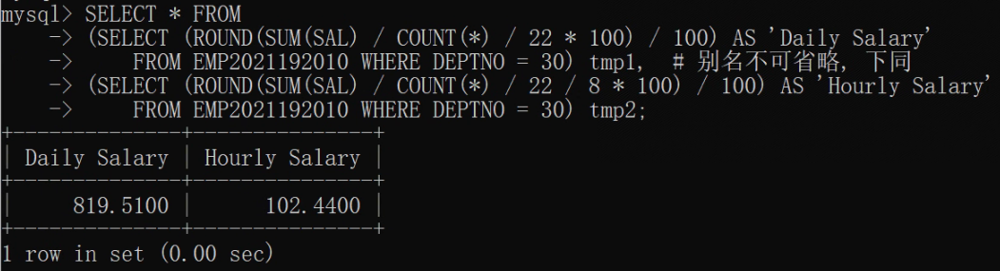 mysql> SELECT * FROM
    -> (SELECT (ROUND(SUM(SAL) / COUNT(*) / 22 * 100) / 100) AS 'Daily Salary'
    ->     FROM EMP2021192010 WHERE DEPTNO = 30) tmp1,  # 别名不可省略, 下同
    -> (SELECT (ROUND(SUM(SAL) / COUNT(*) / 22 / 8 * 100) / 100) AS 'Hourly Salary'
    ->     FROM EMP2021192010 WHERE DEPTNO = 30) tmp2;
+--------------+---------------+
| Daily Salary | Hourly Salary |
+--------------+---------------+
|     819.5100 |      102.4400 |
+--------------+---------------+
1 row in set (0.00 sec)